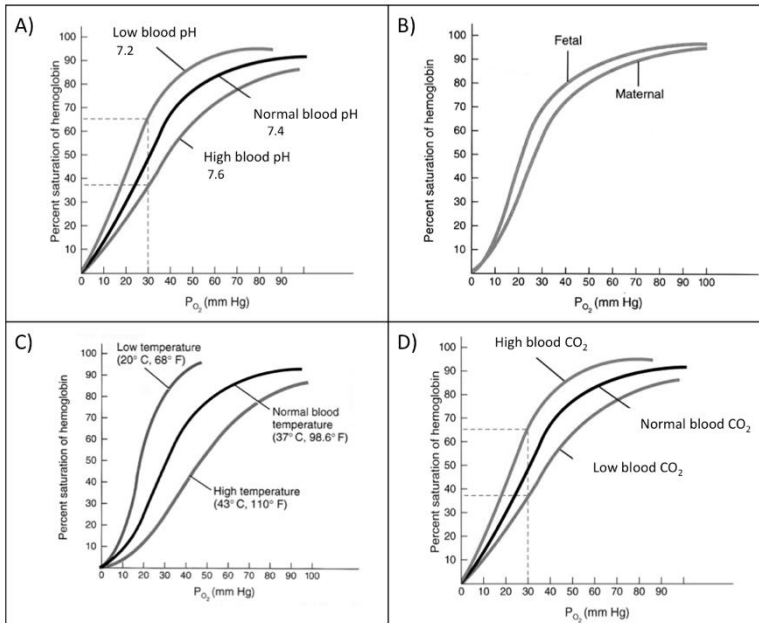 A)
Percent saturation of hemoglobin
100
90
80
70
60
50
40
30
20
10
Low blood pH
7.2
Normal blood pH
7.4
High blood pH
7.6
0 10 20 30 40 50 60 70 80 90
PO2 (mm Hg)
B)
Percent saturation of hemoglobin
100
90
80
70
60
50
40
30
20
10
Fetal
Maternal
0 10 20 30 40 50 60 70 80 90 100
PO2 (mm Hg)
C)
Percent saturation of hemoglobin
100
90
80
70
60
50
40
30
20
10
Low temperature
(20° C, 68° F)
Normal blood
temperature
(37° C, 98.6° F)
High temperature
(43° C, 110° F)
0 10 20 30 40 50 60 70 80 90 100
PO2 (mm Hg)
D)
Percent saturation of hemoglobin
100
90
80
70
60
50
40
30
20
10
High blood CO2
Normal blood CO2
Low blood CO2
0 10 20 30 40 50 60 70 80 90
PO2 (mm Hg)